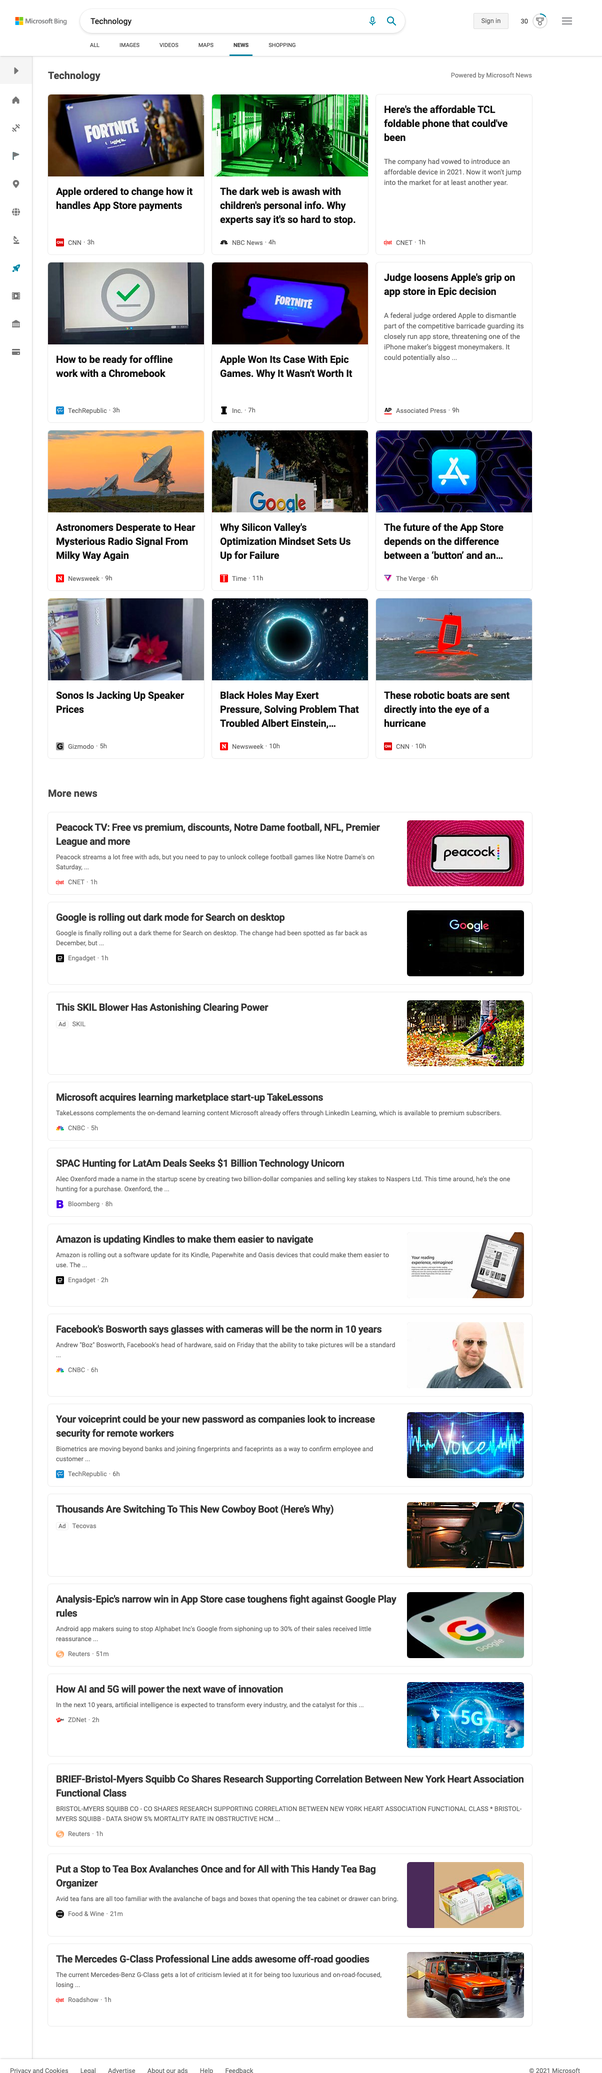 Microsoft Bing
Technology
Sign in
30
ALL
IMAGES
VIDEOS
MAPS
NEWS
SHOPPING
Technology
Powered by Microsoft News
FORTNITE
Apple ordered to change how it
handles App Store payments
CNN · 3h
The dark web is awash with
children's personal info. Why
experts say it's so hard to stop.
NBC News · 4h
Here's the affordable TCL
foldable phone that could've
been
The company had vowed to introduce an
affordable device in 2021. Now it won't jump
into the market for at least another year.
CNET · 1h
How to be ready for offline
work with a Chromebook
TechRepublic · 3h
FORTNITE
Apple Won Its Case With Epic
Games. Why It Wasn't Worth It
Inc. · 7h
Judge loosens Apple's grip on
app store in Epic decision
A federal judge ordered Apple to dismantle
part of the competitive barricade guarding its
closely run app store, threatening one of the
iPhone maker's biggest moneymakers. It
could potentially also ...
AP
Associated Press · 9h
Astronomers Desperate to Hear
Mysterious Radio Signal From
Milky Way Again
Newsweek · 9h
Google
Why Silicon Valley's
Optimization Mindset Sets Us
Up for Failure
Time · 11h
The future of the App Store
depends on the difference
between a 'button' and an...
The Verge · 6h
Sonos Is Jacking Up Speaker
Prices
Gizmodo · 5h
Black Holes May Exert
Pressure, Solving Problem That
Troubled Albert Einstein,...
Newsweek · 10h
These robotic boats are sent
directly into the eye of a
hurricane
CNN · 10h
More news
Peacock TV: Free vs premium, discounts, Notre Dame football, NFL, Premier
League and more
Peacock streams a lot free with ads, but you need to pay to unlock college football games like Notre Dame's on
Saturday, ...
CNET · 1h
peacock
Google is rolling out dark mode for Search on desktop
Google is finally rolling out a dark theme for Search on desktop. The change had been spotted as far back as
December, but ...
Engadget · 1h
Google
This SKIL Blower Has Astonishing Clearing Power
Ad SKIL
Microsoft acquires learning marketplace start-up TakeLessons
TakeLessons complements the on-demand learning content Microsoft already offers through LinkedIn Learning, which is available to premium subscribers.
CNBC · 5h
SPAC Hunting for LatAm Deals Seeks $1 Billion Technology Unicorn
Alec Oxenford made a name in the startup scene by creating two billion-dollar companies and selling key stakes to Naspers Ltd. This time around, he's the one
hunting for a purchase. Oxenford, the ...
Bloomberg · 8h
Amazon is updating Kindles to make them easier to navigate
Amazon is rolling out a software update for its Kindle, Paperwhite and Oasis devices that could make them easier to
use. The ...
Engadget · 2h
Your reading
experience, reimagined
Facebook's Bosworth says glasses with cameras will be the norm in 10 years
Andrew "Boz" Bosworth, Facebook's head of hardware, said on Friday that the ability to take pictures will be a standard
...
CNBC · 6h
Your voiceprint could be your new password as companies look to increase
security for remote workers
Biometrics are moving beyond banks and joining fingerprints and faceprints as a way to confirm employee and
customer ...
TechRepublic · 6h
Voice
Thousands Are Switching To This New Cowboy Boot (Here's Why)
Ad Tecovas
Analysis-Epic's narrow win in App Store case toughens fight against Google Play
rules
Android app makers suing to stop Alphabet Inc's Google from siphoning up to 30% of their sales received little
reassurance ...
Reuters · 51m
Google
How AI and 5G will power the next wave of innovation
In the next 10 years, artificial intelligence is expected to transform every industry, and the catalyst for this ...
ZDNet · 2h
5G
BRIEF-Bristol-Myers Squibb Co Shares Research Supporting Correlation Between New York Heart Association
Functional Class
BRISTOL-MYERS SQUIBB CO - CO SHARES RESEARCH SUPPORTING CORRELATION BETWEEN NEW YORK HEART ASSOCIATION FUNCTIONAL CLASS * BRISTOL-
MYERS SQUIBB - DATA SHOW 5% MORTALITY RATE IN OBSTRUCTIVE HCM ...
Reuters · 1h
Put a Stop to Tea Box Avalanches Once and for All with This Handy Tea Bag
Organizer
Avid tea fans are all too familiar with the avalanche of bags and boxes that opening the tea cabinet or drawer can bring.
Food & Wine · 21m
The Mercedes G-Class Professional Line adds awesome off-road goodies
The current Mercedes-Benz G-Class gets a lot of criticism levied at it for being too luxurious and on-road-focused,
losing ...
Roadshow · 1h
Privacy and Cookies
Legal
Advertise
About our ads
Help
Feedback
© 2021 Microsoft